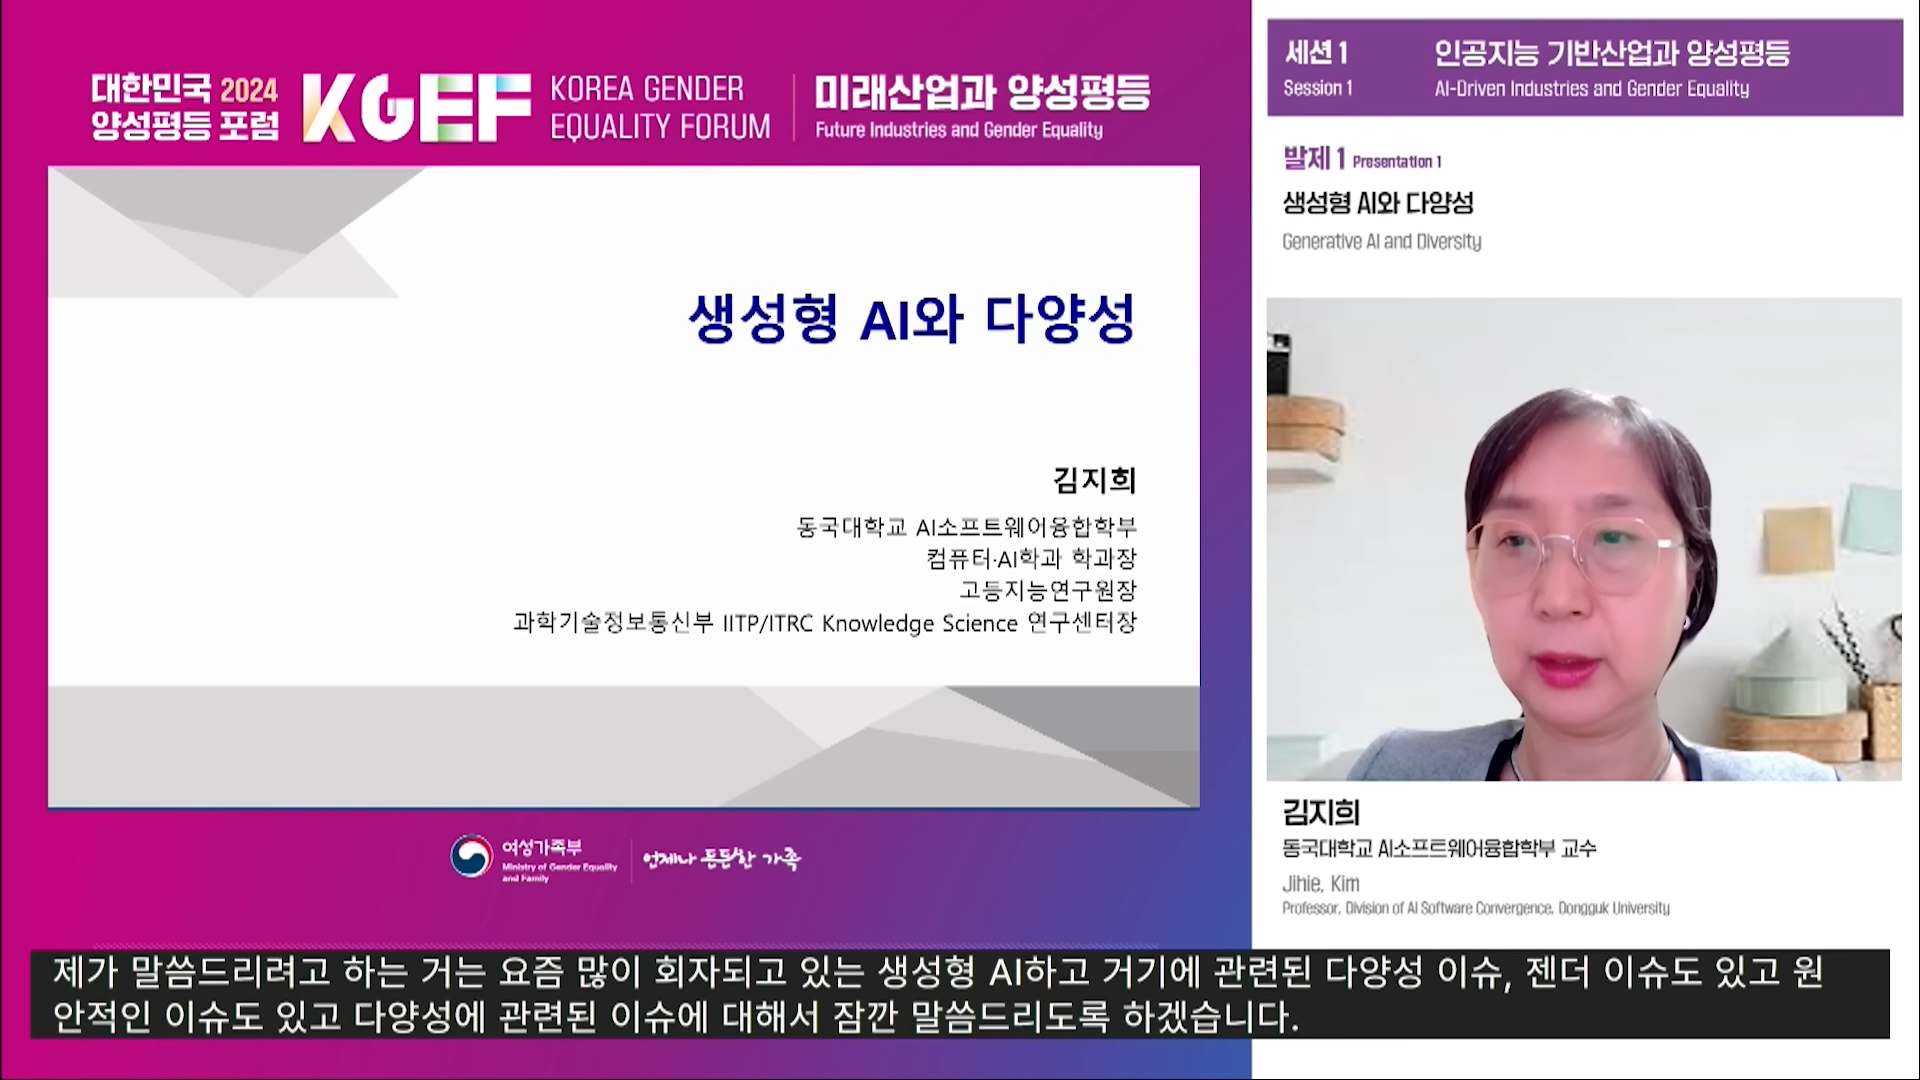 대한민국 2024
양성평등 포럼
KGEF
KOREA GENDER
EQUALITY FORUM
미래산업과 양성평등
Future Industries and Gender Equality
생성형 AI와 다양성
김지희
동국대학교 AI소프트웨어융합학부
컴퓨터·AI학과 학과장
고등지능연구원장
과학기술정보통신부 IITP/ITRC Knowledge Science 연구센터장
여성가족부
Ministry of Gender Equality
and Family
언제나 든든한 가족
세션 1
인공지능 기반산업과 양성평등
Session 1
AI-Driven Industries and Gender Equality
발제 1 Presentation 1
생성형 AI와 다양성
Generative AI and Diversity
김지희
동국대학교 AI소프트웨어융합학부 교수
Jihie, Kim
Professor, Division of AI Software Convergence, Dongguk University
제가 말씀드리려고 하는 거는 요즘 많이 회자되고 있는 생성형 AI하고 거기에 관련된 다양성 이슈, 젠더 이슈도 있고 원
안적인 이슈도 있고 다양성에 관련된 이슈에 대해서 잠깐 말씀드리도록 하겠습니다.